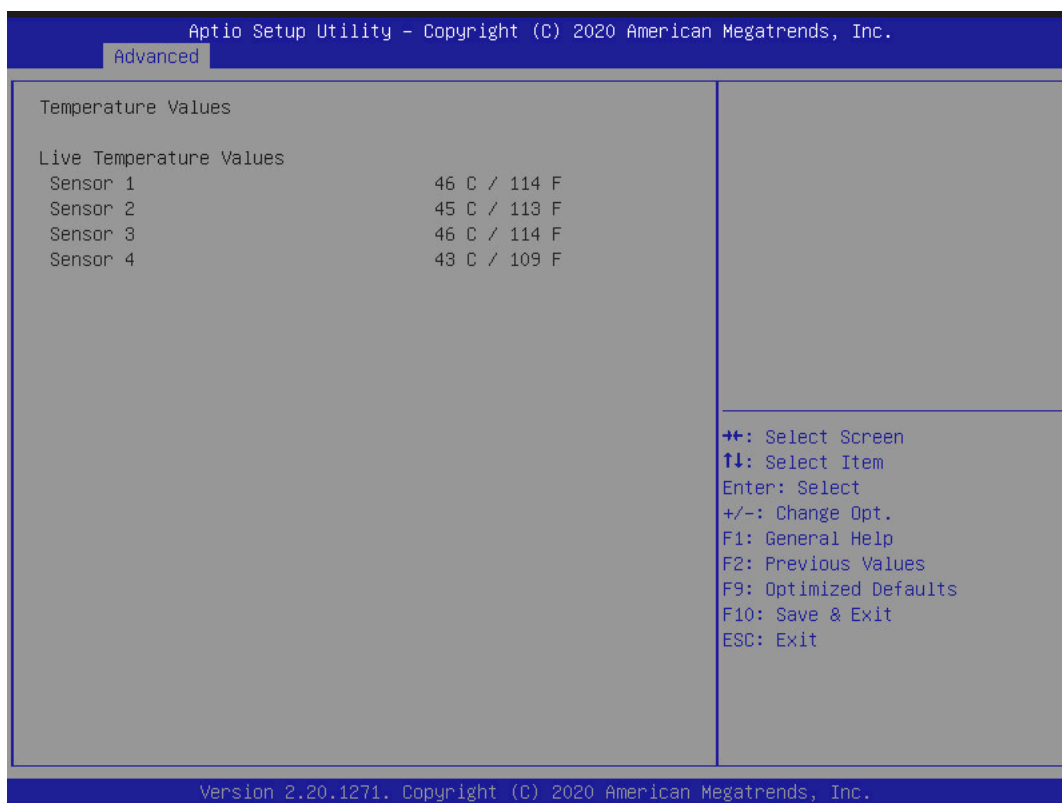 Aptio Setup Utility – Copyright (C) 2020 American Megatrends, Inc.
Advanced
Temperature Values
Live Temperature Values
Sensor 1 46 C / 114 F
Sensor 2 45 C / 113 F
Sensor 3 46 C / 114 F
Sensor 4 43 C / 109 F
→←: Select Screen
↑↓: Select Item
Enter: Select
+/-: Change Opt.
F1: General Help
F2: Previous Values
F9: Optimized Defaults
F10: Save & Exit
ESC: Exit
Version 2.20.1271. Copyright (C) 2020 American Megatrends, Inc.